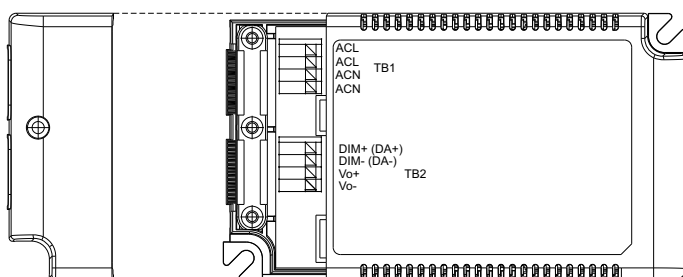 ACL
ACL
ACN
ACN
TB1
DIM+ (DA+)
DIM- (DA-)
Vo+
Vo-
TB2